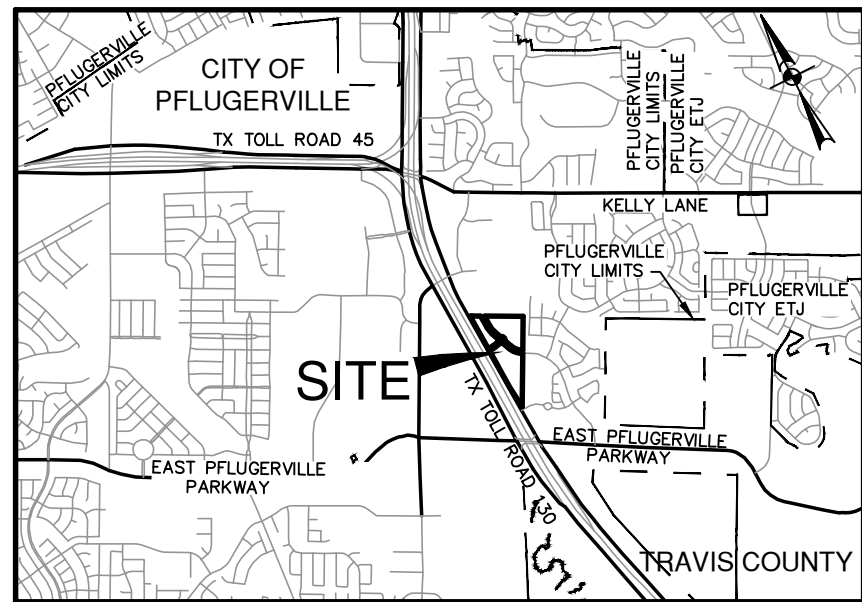 PFLUGERVILLE
CITY LIMITS
CITY OF
PFLUGERVILLE
TX TOLL ROAD 45
PFLUGERVILLE
CITY LIMITS
PFLUGERVILLE
CITY ETJ
KELLY LANE
PFLUGERVILLE
CITY LIMITS
PFLUGERVILLE
CITY ETJ
SITE
TX TOLL ROAD 130
EAST PFLUGERVILLE
PARKWAY
EAST PFLUGERVILLE
PARKWAY
TRAVIS COUNTY